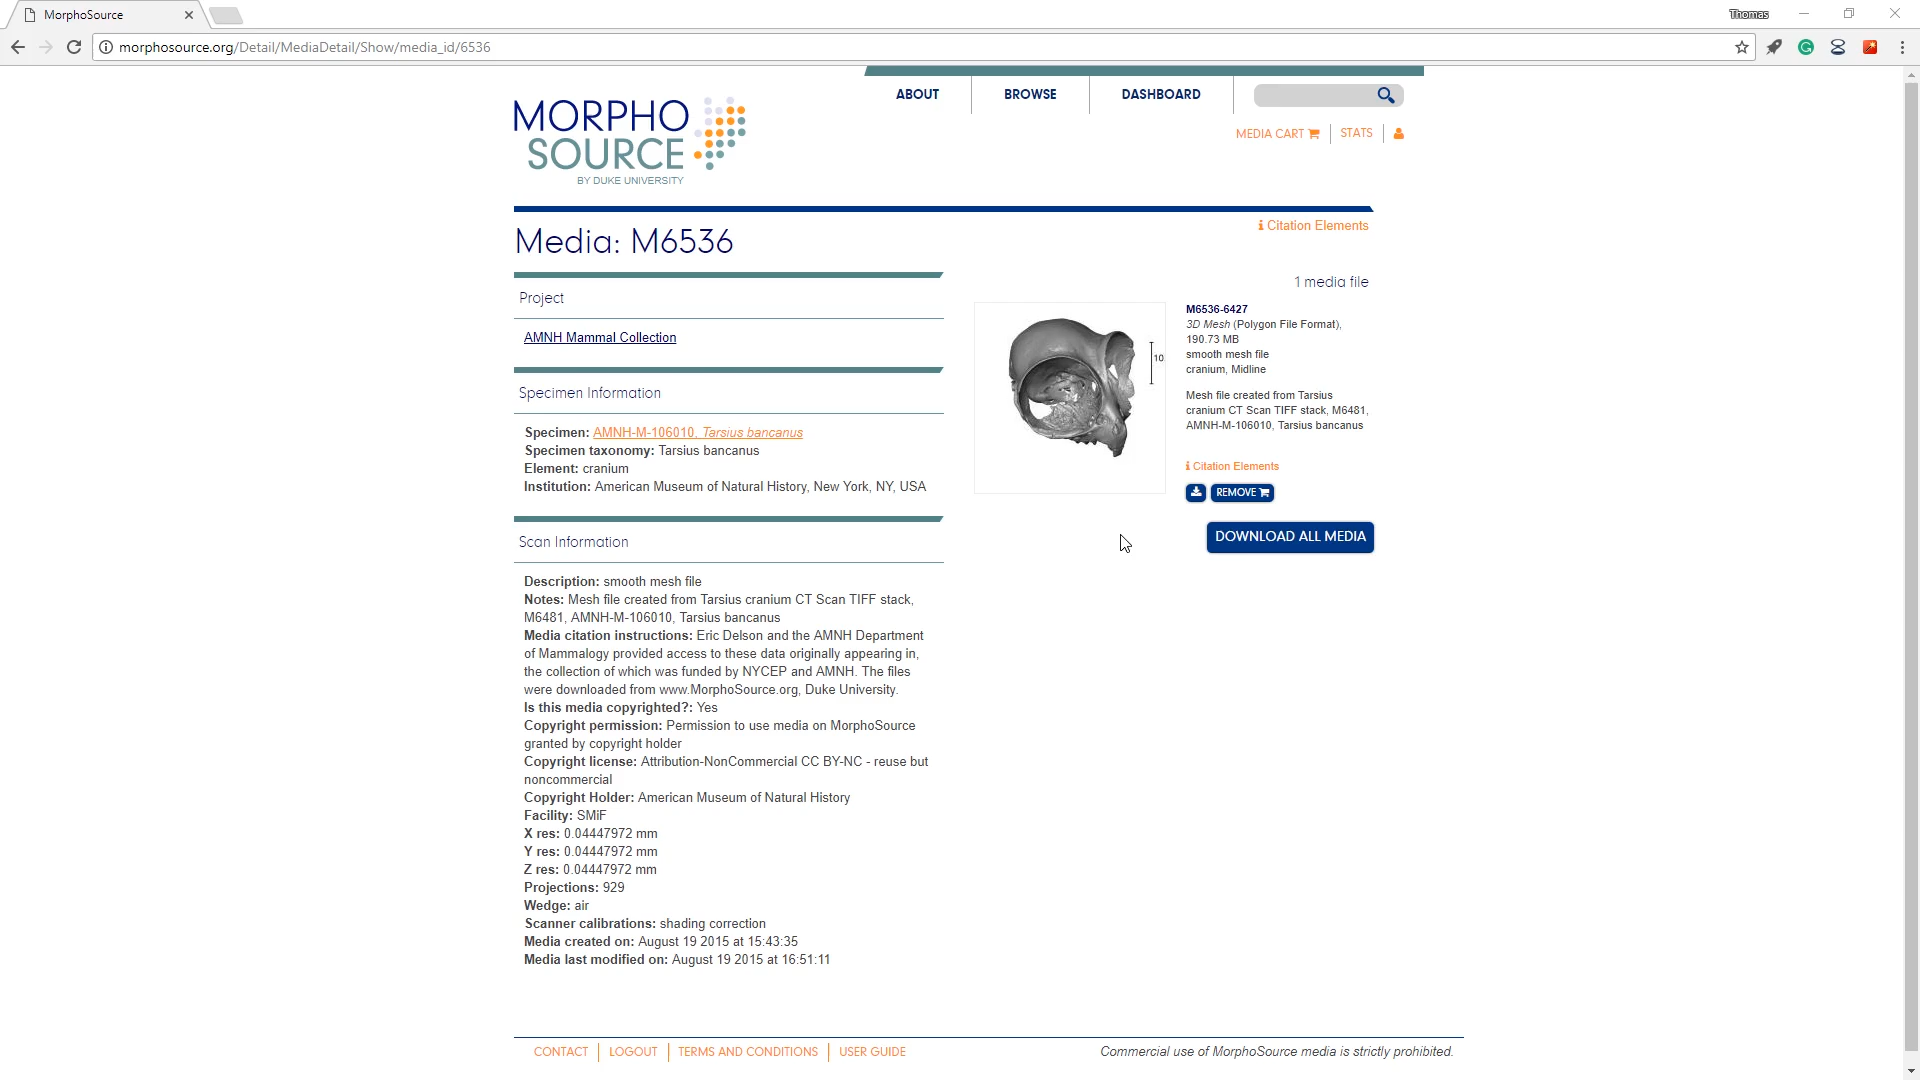 MorphoSource
Thomas
morphosource.org/Detail/MediaDetail/Show/media_id/6536
ABOUT
BROWSE
DASHBOARD
MORPHO
SOURCE
BY DUKE UNIVERSITY
MEDIA CART
STATS
Citation Elements
Media: M6536
1 media file
Project
AMNH Mammal Collection
Specimen Information
Specimen: AMNH-M-106010, Tarsius bancanus
Specimen taxonomy: Tarsius bancanus
Element: cranium
Institution: American Museum of Natural History, New York, NY, USA
10
M6536-6427
3D Mesh (Polygon File Format),
190.73 MB
smooth mesh file
cranium, Midline
Mesh file created from Tarsius
cranium CT Scan TIFF stack, M6481,
AMNH-M-106010, Tarsius bancanus
Citation Elements
REMOVE
DOWNLOAD ALL MEDIA
Scan Information
Description: smooth mesh file
Notes: Mesh file created from Tarsius cranium CT Scan TIFF stack,
M6481, AMNH-M-106010, Tarsius bancanus
Media citation instructions: Eric Delson and the AMNH Department
of Mammalogy provided access to these data originally appearing in,
the collection of which was funded by NYCEP and AMNH. The files
were downloaded from www.MorphoSource.org, Duke University.
Is this media copyrighted?: Yes
Copyright permission: Permission to use media on MorphoSource
granted by copyright holder
Copyright license: Attribution-NonCommercial CC BY-NC - reuse but
noncommercial
Copyright Holder: American Museum of Natural History
Facility: SMiF
X res: 0.04447972 mm
Y res: 0.04447972 mm
Z res: 0.04447972 mm
Projections: 929
Wedge: air
Scanner calibrations: shading correction
Media created on: August 19 2015 at 15:43:35
Media last modified on: August 19 2015 at 16:51:11
CONTACT
LOGOUT
TERMS AND CONDITIONS
USER GUIDE
Commercial use of MorphoSource media is strictly prohibited.